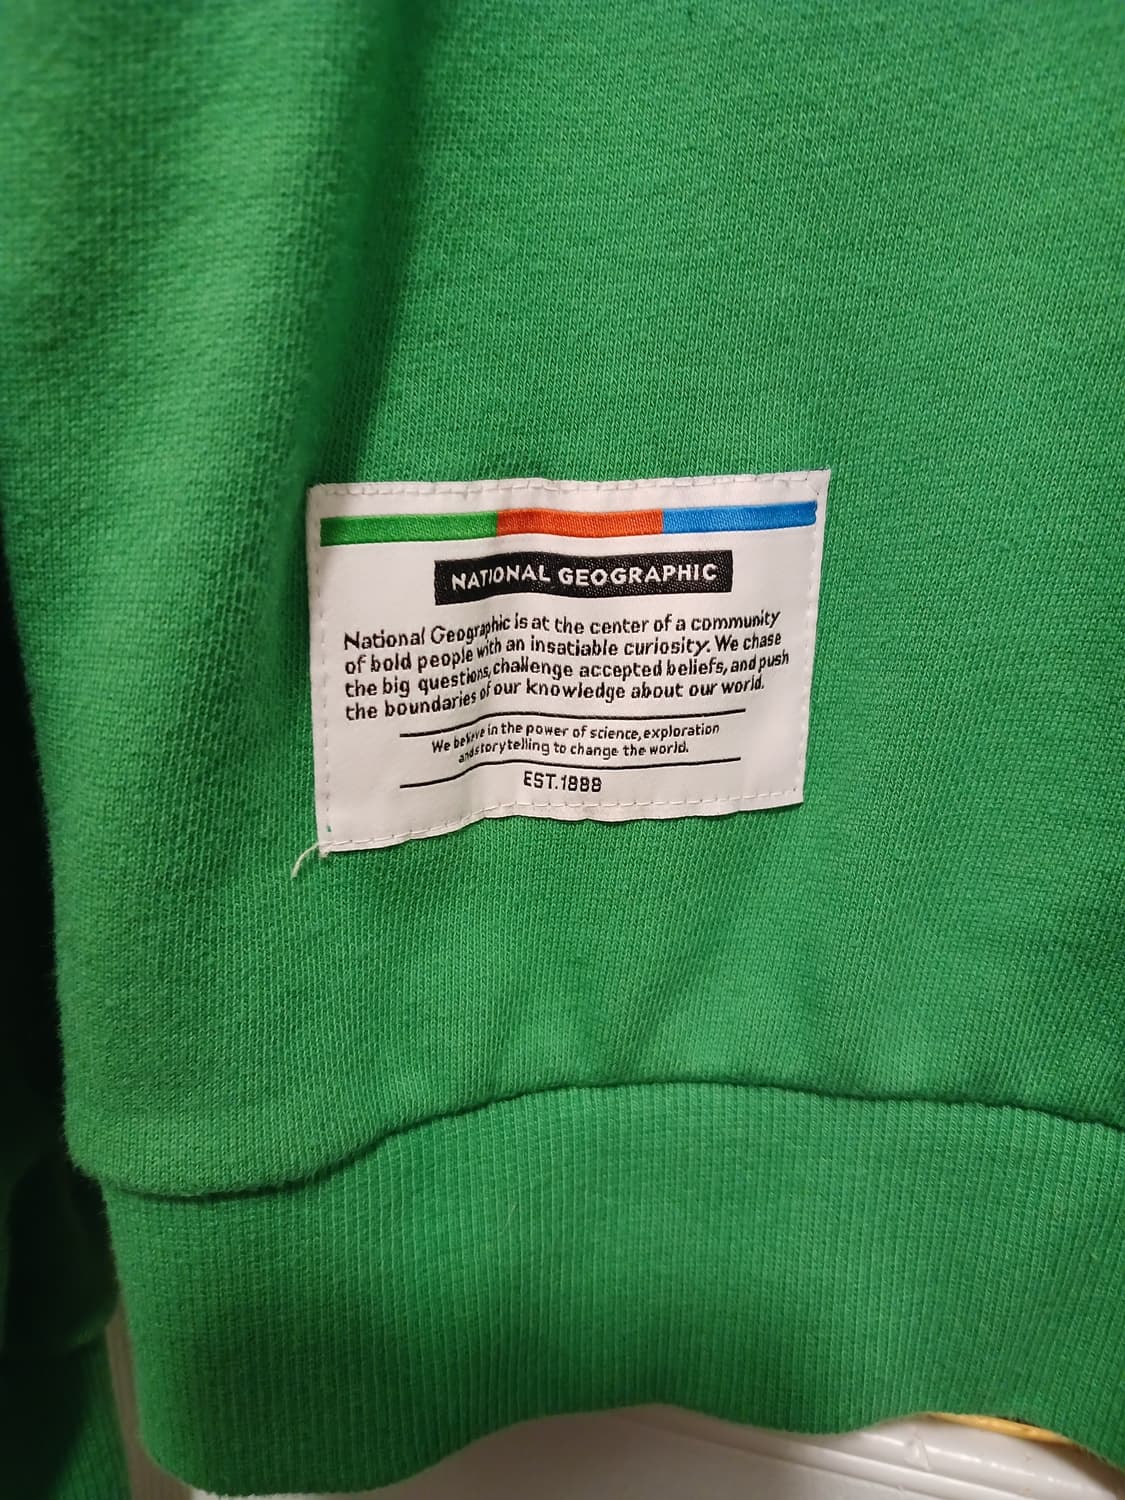 NATIONAL GEOGRAPHIC
National Geographic is at the center of a community
of bold people with an insatiable curiosity. We chase
the big questions, challenge accepted beliefs, and push
the boundaries of our knowledge about our world.
We believe in the power of science, exploration
and storytelling to change the world.
EST. 1888